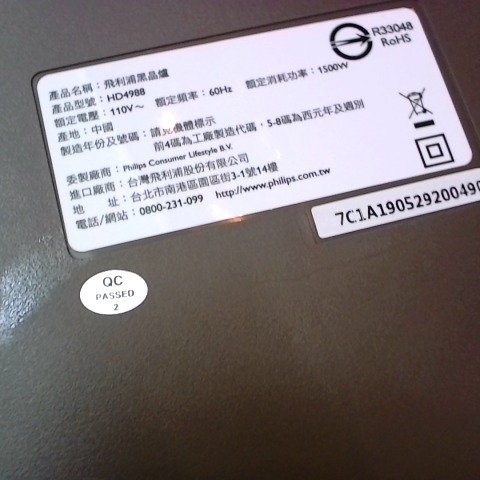 R33048
RoHS
產品名稱：飛利浦黑晶爐
產品型號：HD4988
額定電壓：110V～ 額定頻率：60Hz 額定消耗功率：1500W
產地：中國
製造年份及號碼：請見機體標示
前4碼為工廠製造代碼，5-8碼為西元年及週別
委製廠商：Philips Consumer Lifestyle B.V.
進口廠商：台灣飛利浦股份有限公司
地 址：台北市南港區園區街3-1號14樓
電話/網站：0800-231-099 http://www.philips.com.tw
7C1A190529200490
QC
PASSED
2